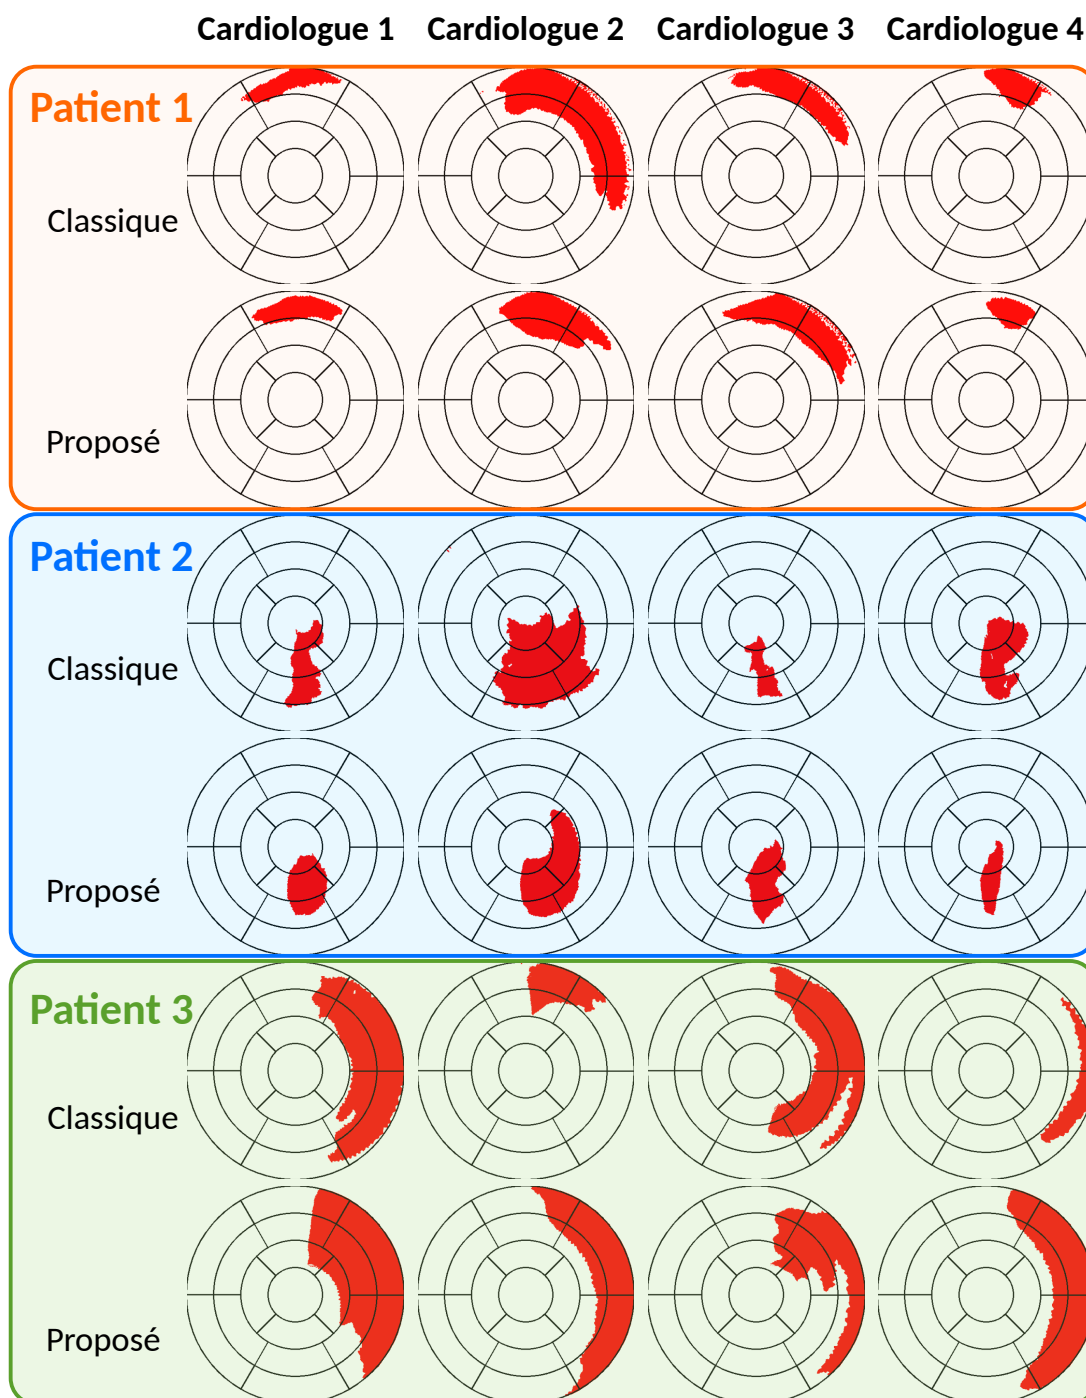 Cardiologue 1 Cardiologue 2 Cardiologue 3 Cardiologue 4
Patient 1
Classique
Proposé
Patient 2
Classique
Proposé
Patient 3
Classique
Proposé